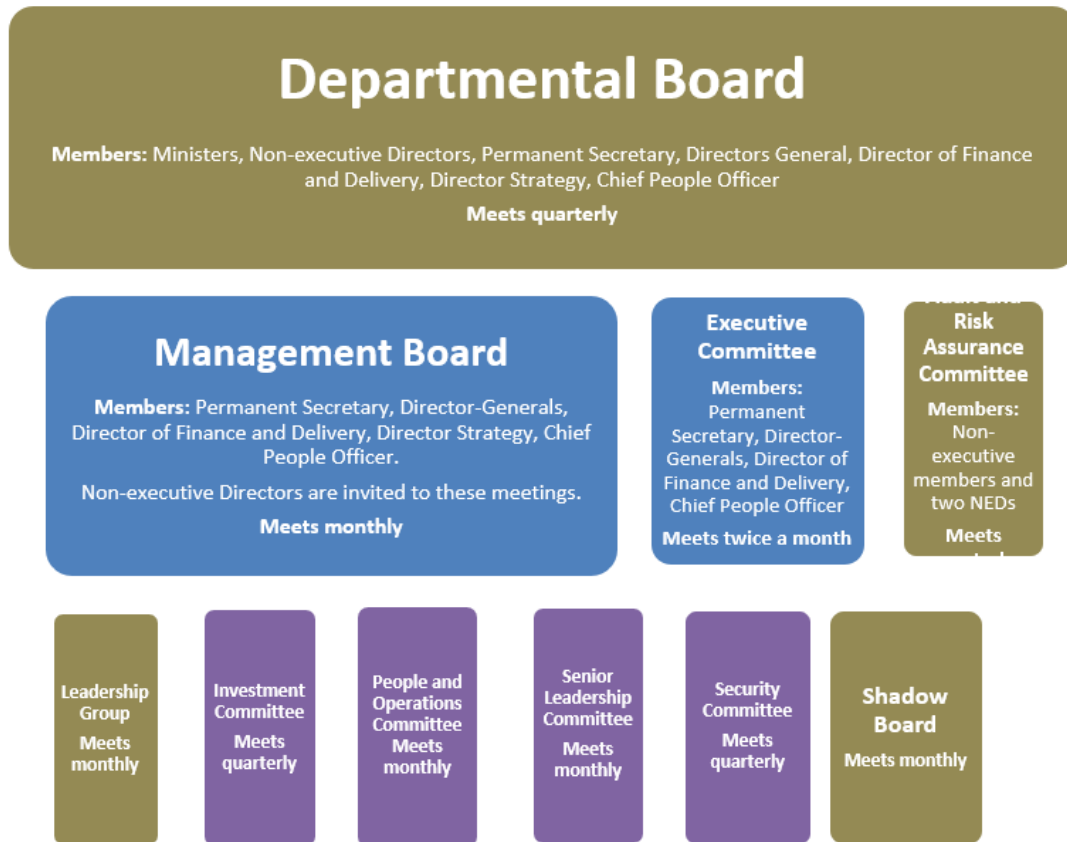 Departmental Board
Members: Ministers, Non-executive Directors, Permanent Secretary, Directors General, Director of Finance
and Delivery, Director Strategy, Chief People Officer
Meets quarterly
Management Board
Members: Permanent Secretary, Director-Generals,
Director of Finance and Delivery, Director Strategy, Chief
People Officer.
Non-executive Directors are invited to these meetings.
Meets monthly
Executive
Committee
Members:
Permanent
Secretary, Director-
Generals, Director of
Finance and Delivery,
Chief People Officer
Meets twice a month
Audit and
Risk
Assurance
Committee
Members:
Non-
executive
members and
two NEDs
Meets
Leadership
Group
Meets
monthly
Investment
Committee
Meets
quarterly
People and
Operations
Committee
Meets
monthly
Senior
Leadership
Committee
Meets
monthly
Security
Committee
Meets
quarterly
Shadow
Board
Meets monthly